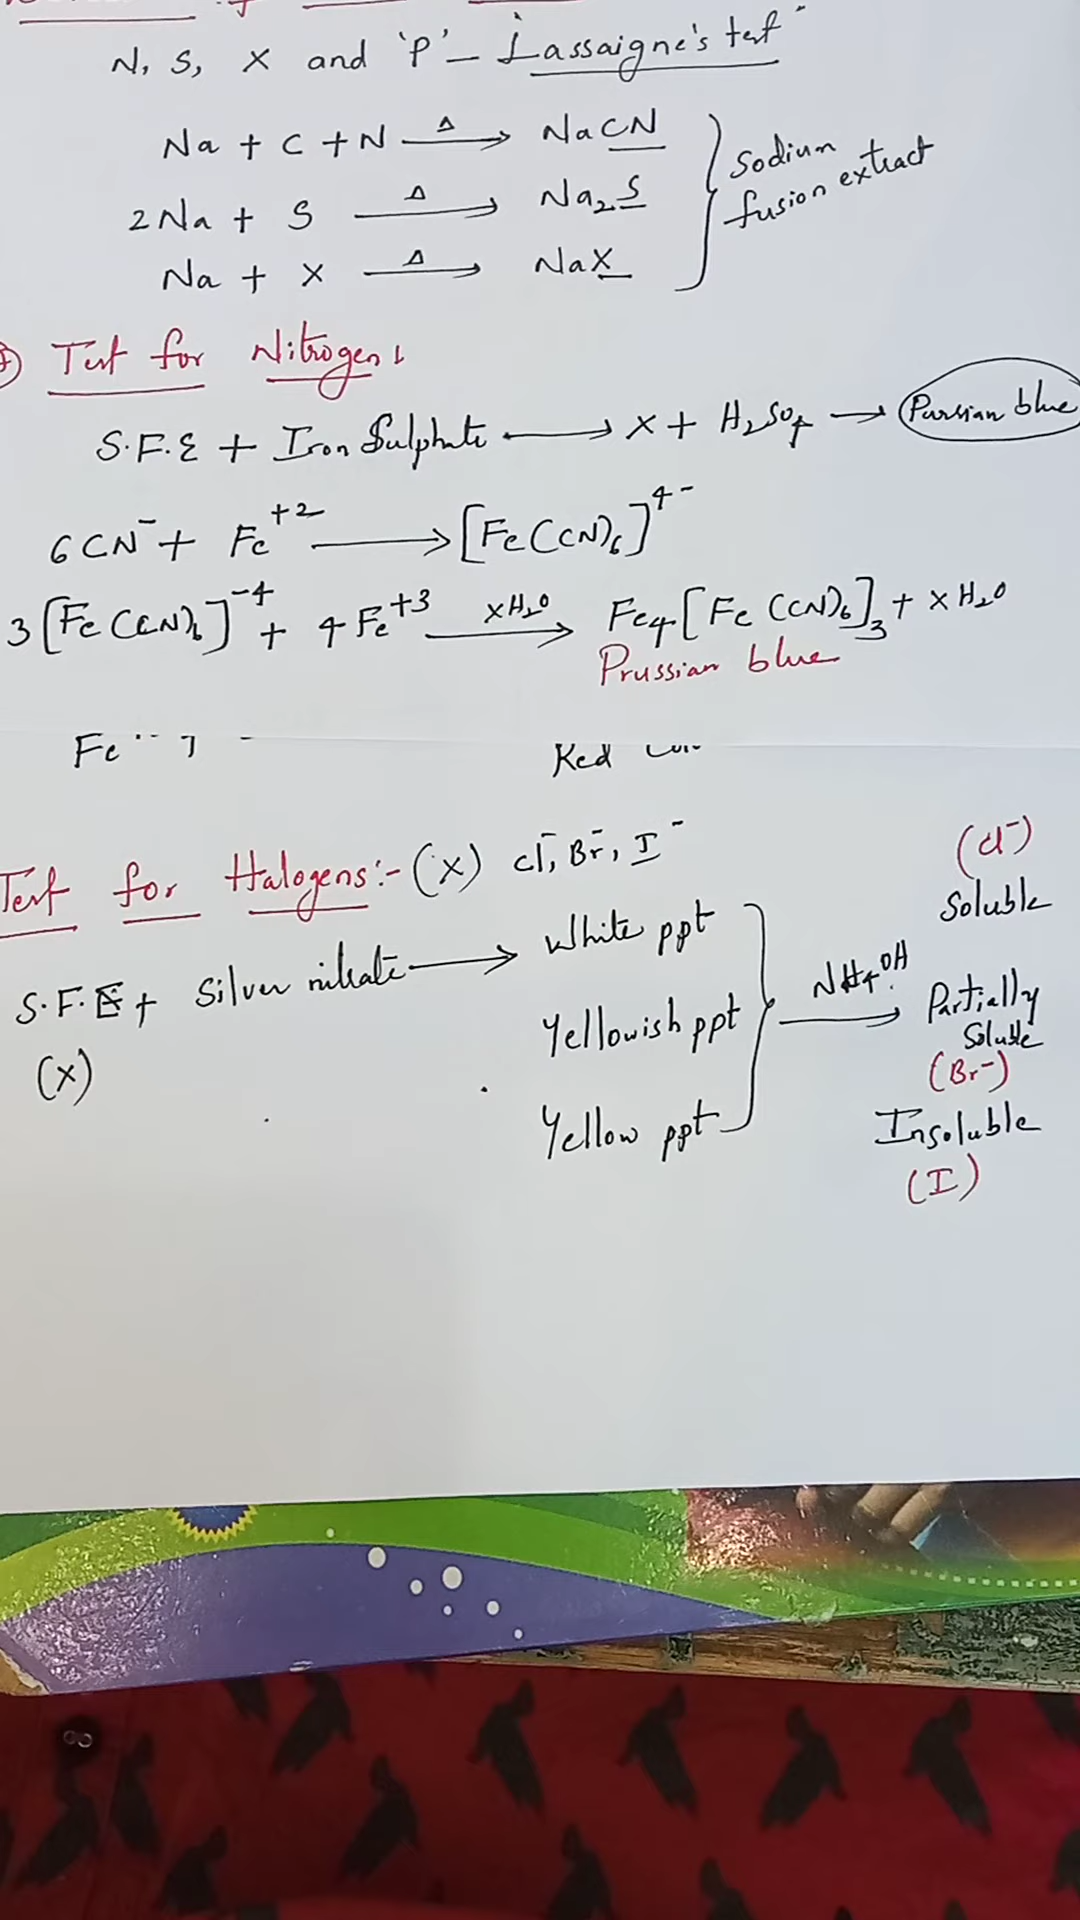 N, S, X and 'P' – Lassaigne's test
Na + C + N —Δ→ NaCN
2Na + S —Δ→ Na₂S
Na + X —Δ→ NaX
Sodium
fusion extract
Test for Nitrogen:
S.F.E + Iron Sulphate ⟶ X + H₂SO₄ → Purssian blue
6CN⁻ + Fe⁺² ⟶ [Fe(CN)₆]⁴⁻
3[Fe(CN)₆]⁻⁴ + 4Fe⁺³ —xH₂O→ Fe₄[Fe(CN)₆]₃ + xH₂O
Prussian blue
Fe
Red
Test for Halogens:- (X) Cl⁻, Br⁻, I⁻
(Cl⁻)
Soluble
S.F.E + Silver nitrate ⟶ White ppt
(X)
Yellowish ppt
Yellow ppt
NH₄OH
Partially
Soluble
(Br⁻)
Insoluble
(I)